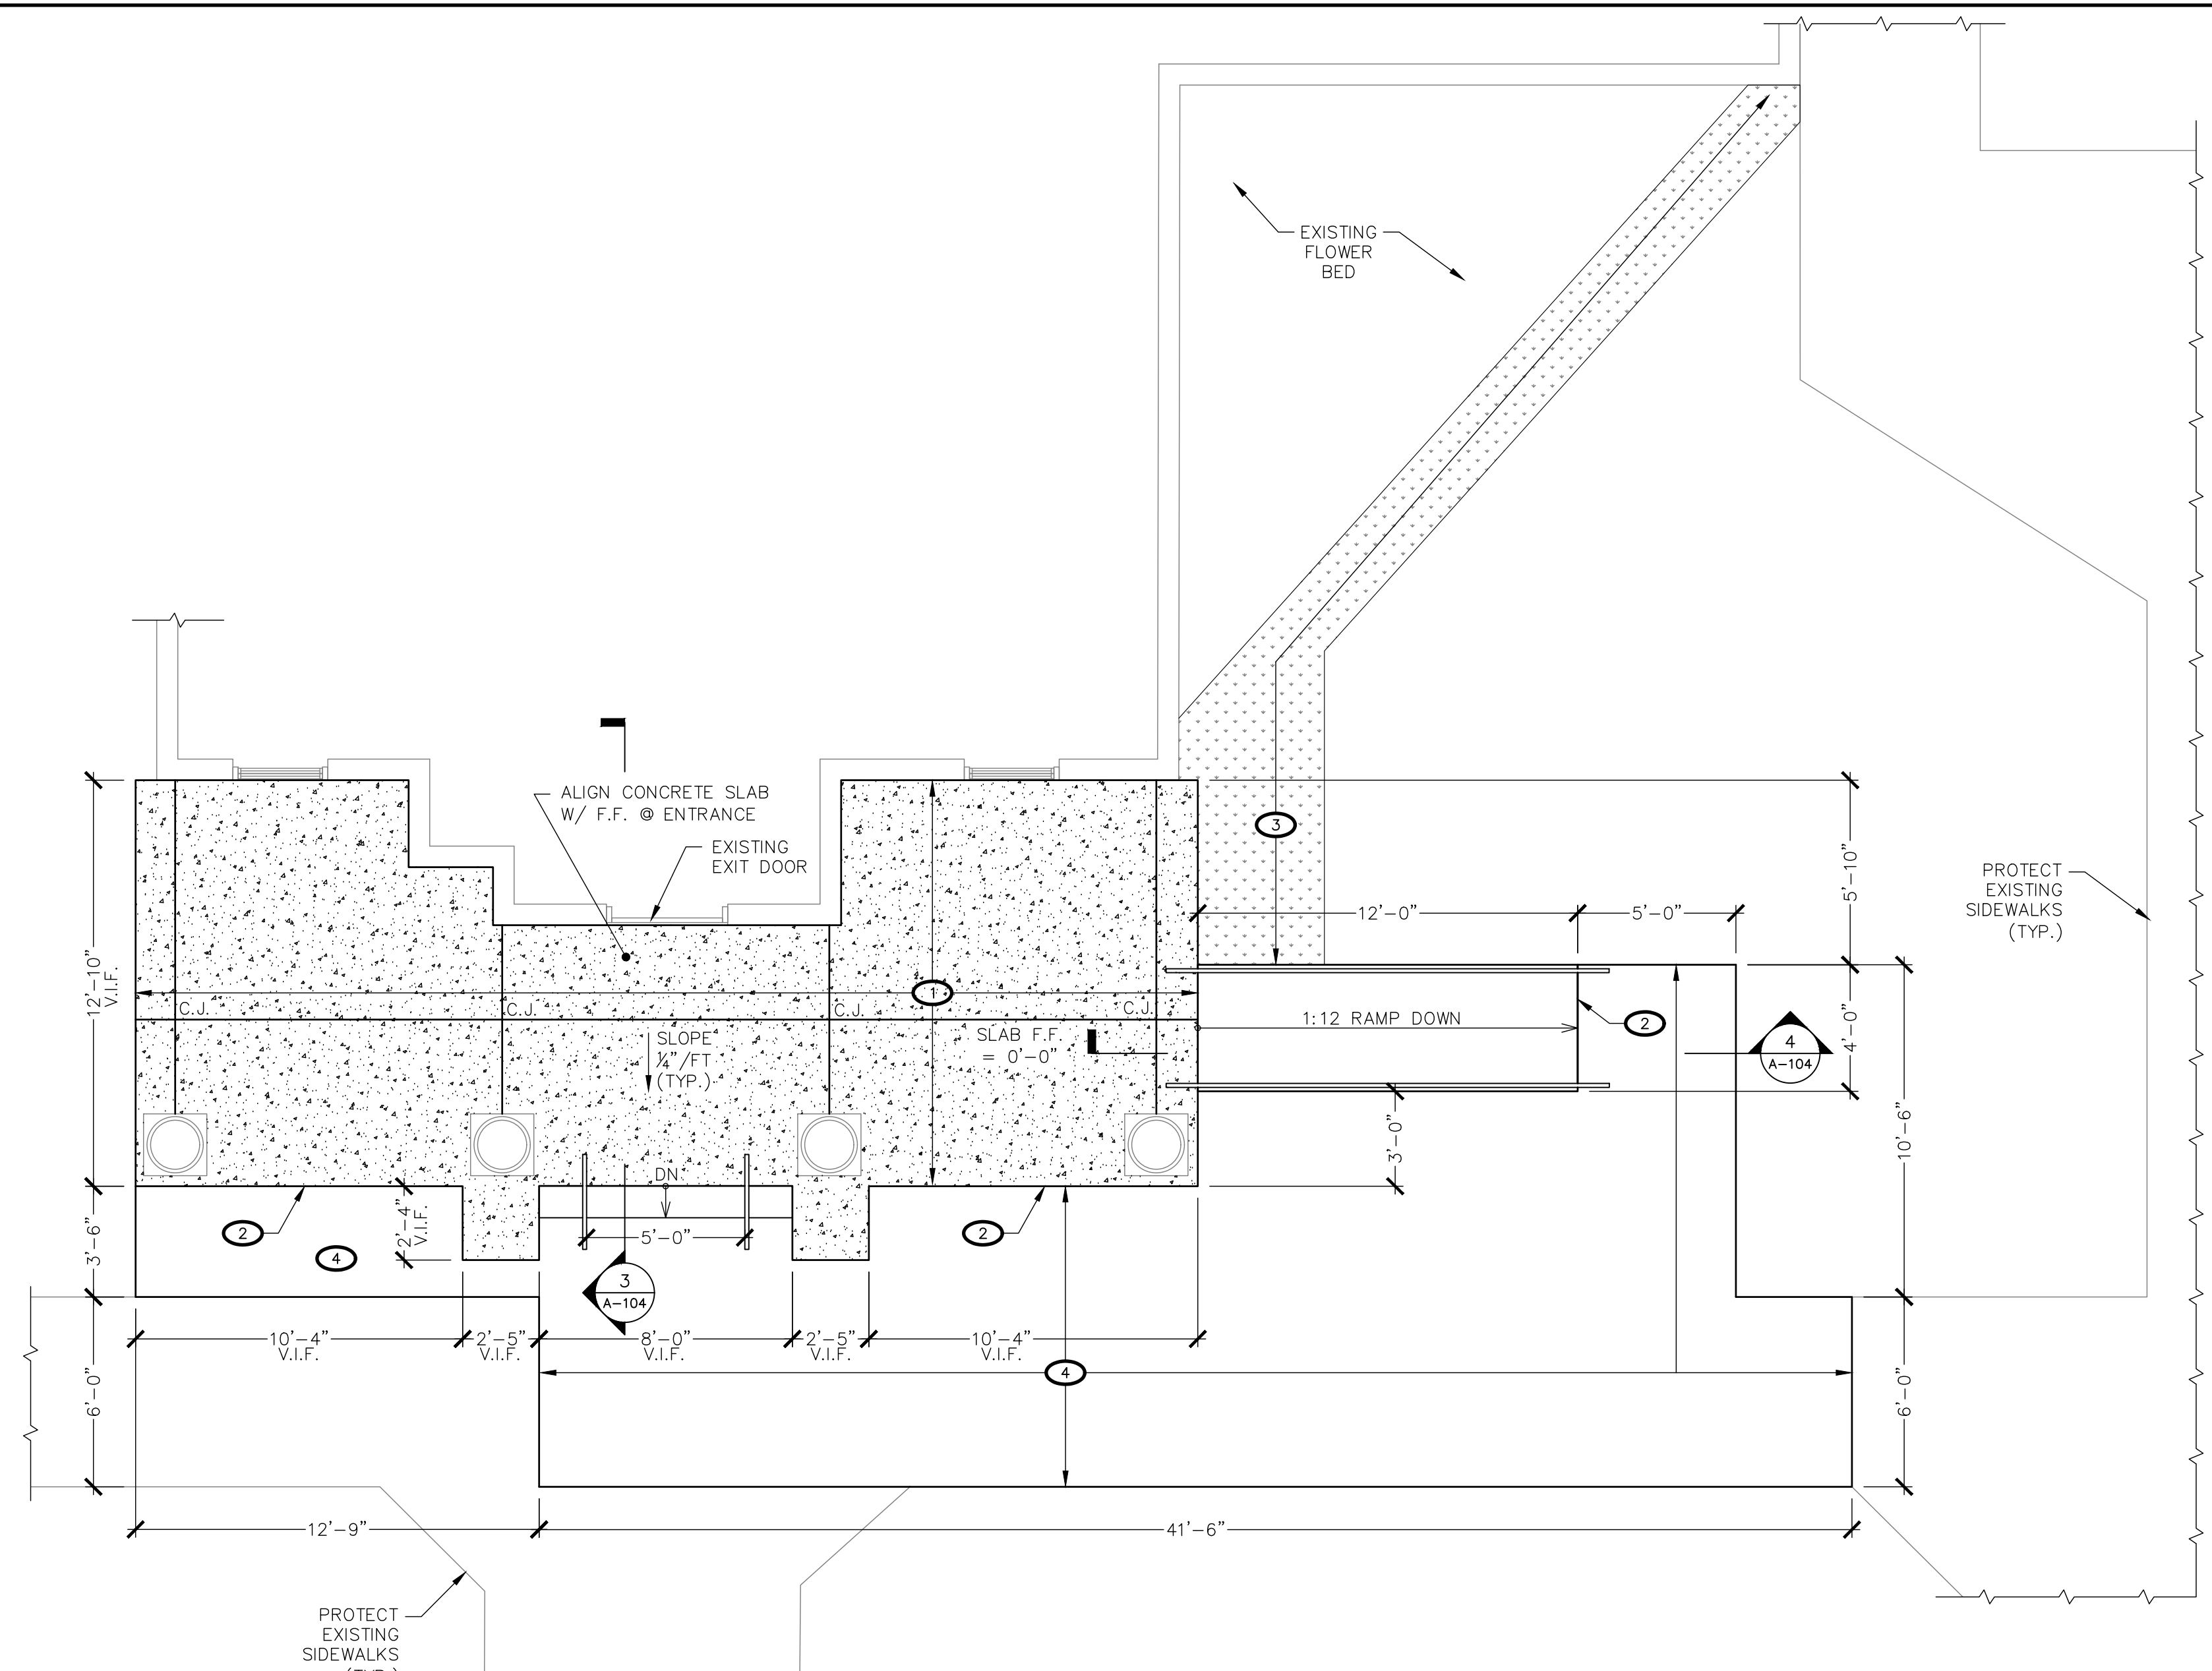 EXISTING
FLOWER
BED
ALIGN CONCRETE SLAB
W/ F.F. @ ENTRANCE
EXISTING
EXIT DOOR
3
PROTECT
EXISTING
SIDEWALKS
(TYP.)
5'-10"
12'-0"
5'-0"
12'-10"
V.I.F.
1
C.J.
C.J.
C.J.
C.J.
1:12 RAMP DOWN
2
4
A-104
4'-0"
SLOPE
¼"/FT
(TYP.)
SLAB F.F.
= 0'-0"
3'-0"
10'-6"
DN
2
4
2'-4"
V.I.F.
5'-0"
2
3'-6"
3
A-104
10'-4"
V.I.F.
2'-5"
V.I.F.
8'-0"
V.I.F.
2'-5"
V.I.F.
10'-4"
V.I.F.
4
6'-0"
6'-0"
12'-9"
41'-6"
PROTECT
EXISTING
SIDEWALKS
(TYP.)